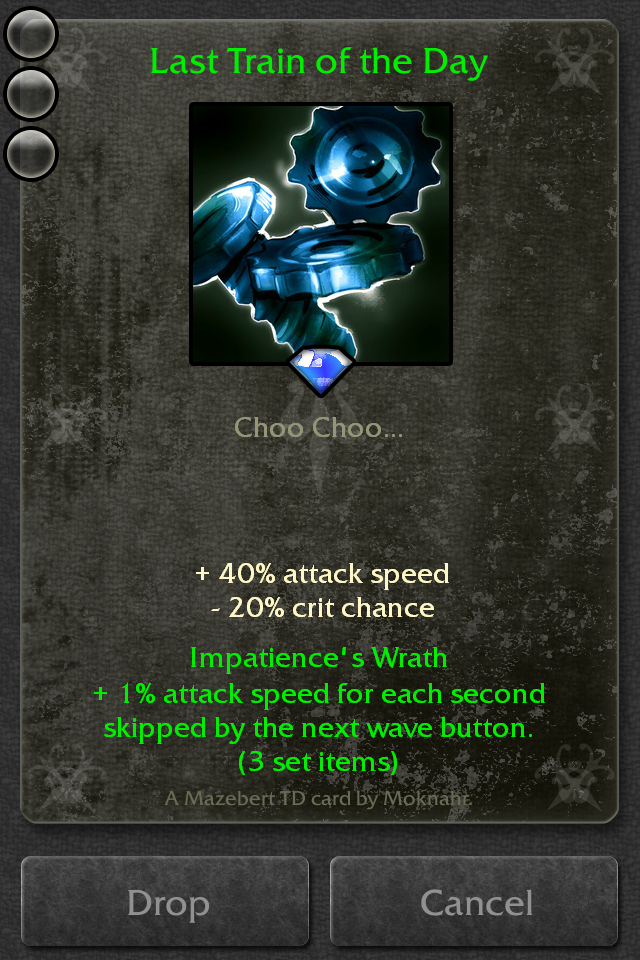 Last Train of the Day
Choo Choo...
+ 40% attack speed
- 20% crit chance
Impatience's Wrath
+ 1% attack speed for each second
skipped by the next wave button.
(3 set items)
A Mazebert TD card by Moknahr.
Drop
Cancel